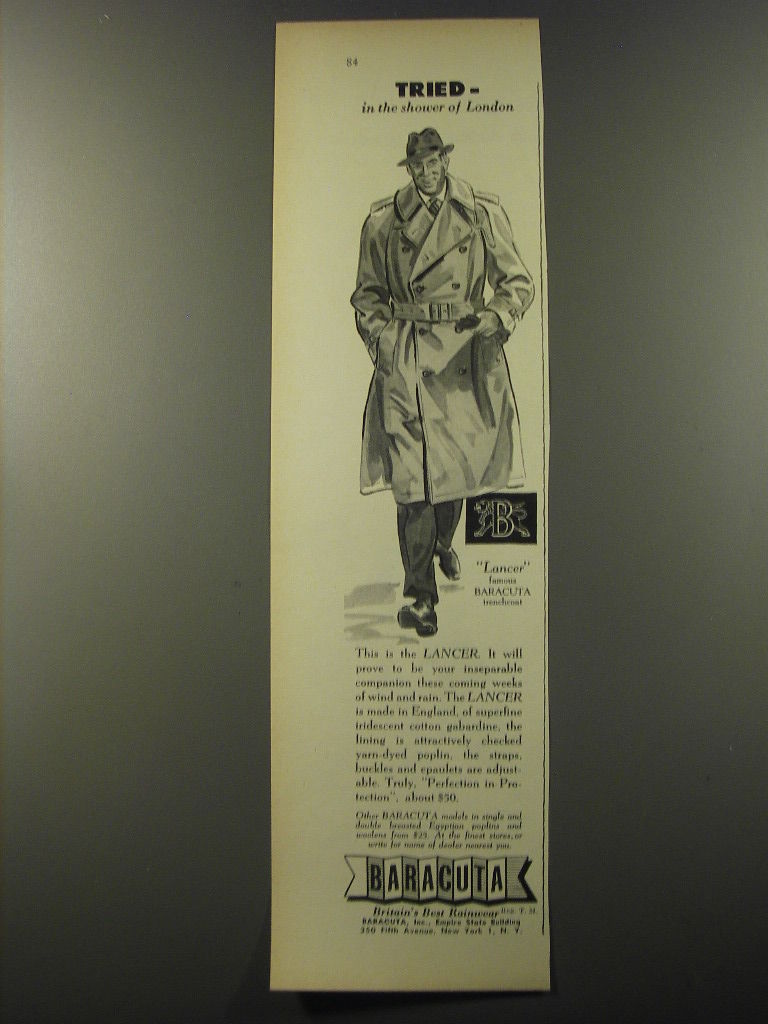 84
TRIED -
in the shower of London
B
"Lancer"
famous
BARACUTA
trenchcoat
This is the LANCER. It will
prove to be your inseparable
companion these coming weeks
of wind and rain. The LANCER
is made in England, of superfine
iridescent cotton gabardine, the
lining is attractively checked
yarn-dyed poplin, the straps,
buckles and epaulets are adjust-
able. Truly, "Perfection in Pro-
tection", about $50.
Other BARACUTA models in single and
double breasted Egyptian poplins and
woolens from $25. At the finest stores, or
write for name of dealer nearest you.
BARACUTA
Britain's Best Rainwear Reg. T. M.
BARACUTA, Inc., Empire State Building
350 Fifth Avenue, New York 1, N. Y.